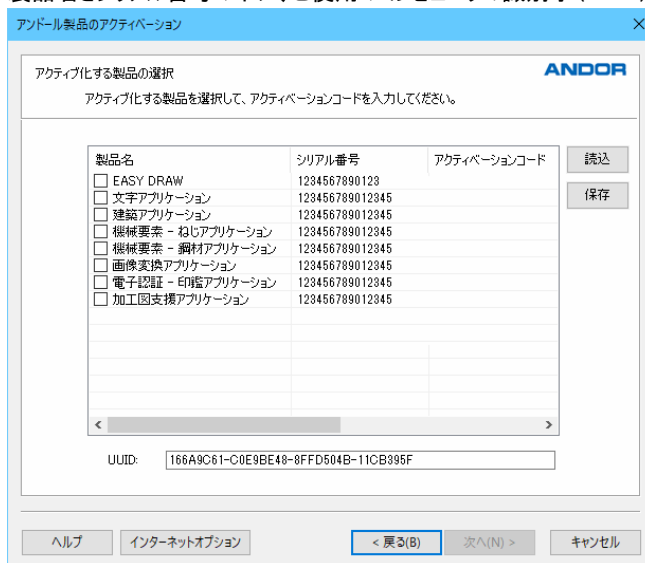 アンドール製品のアクティベーション
アクティブ化する製品の選択
ANDOR
アクティブ化する製品を選択して、アクティベーションコードを入力してください。
製品名 シリアル番号 アクティベーションコード
EASY DRAW 1234567890123
文字アプリケーション 123456789012345
建築アプリケーション 123456789012345
機械要素 - ねじアプリケーション 123456789012345
機械要素 - 鋼材アプリケーション 123456789012345
画像変換アプリケーション 123456789012345
電子認証 - 印鑑アプリケーション 123456789012345
加工図支援アプリケーション 123456789012345
読込
保存
UUID: 166A9C61-C0E9BE48-8FFD504B-11CB395F
ヘルプ インターネットオプション < 戻る(B) 次へ(N) > キャンセル